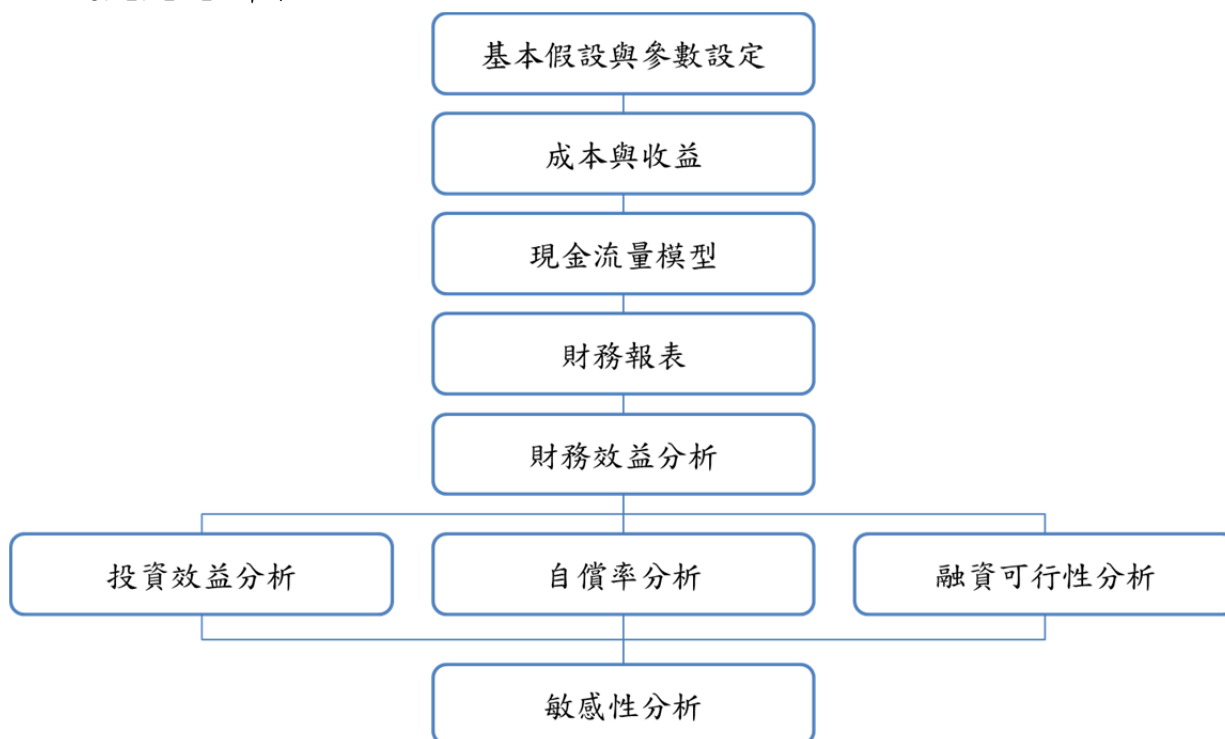 基本假設與參數設定
成本與收益
現金流量模型
財務報表
財務效益分析
投資效益分析
自償率分析
融資可行性分析
敏感性分析